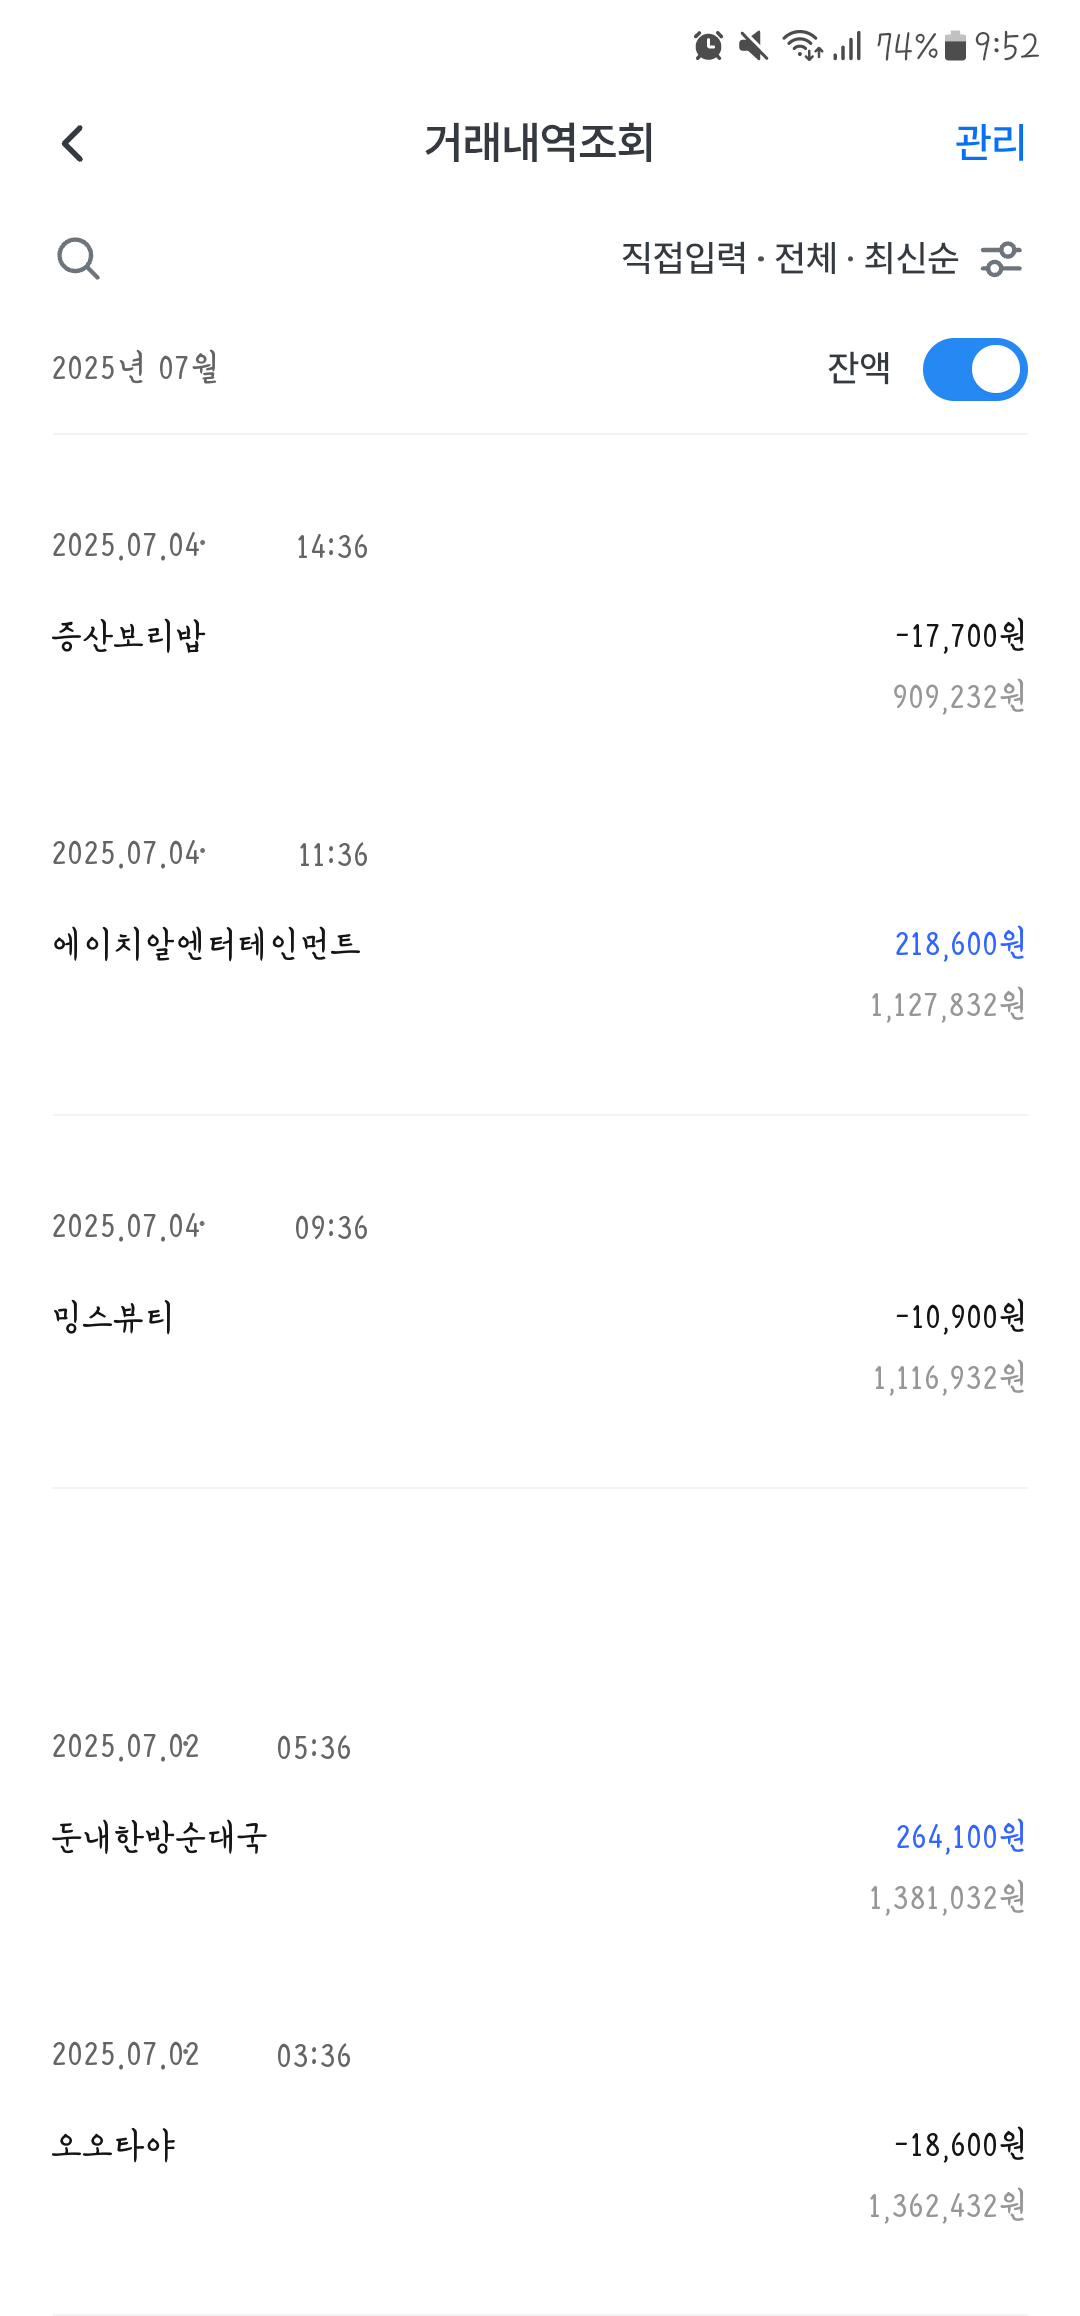 74% 9:52
거래내역조회 관리
직접입력 · 전체 · 최신순
2025년 07월 잔액
2025.07.04· 14:36
증산보리밥 -17,700원
909,232원
2025.07.04· 11:36
에이치알엔터테인먼트 218,600원
1,127,832원
2025.07.04· 09:36
밍스뷰티 -10,900원
1,116,932원
2025.07.02 05:36
둔내한방순대국 264,100원
1,381,032원
2025.07.02 03:36
오오타야 -18,600원
1,362,432원